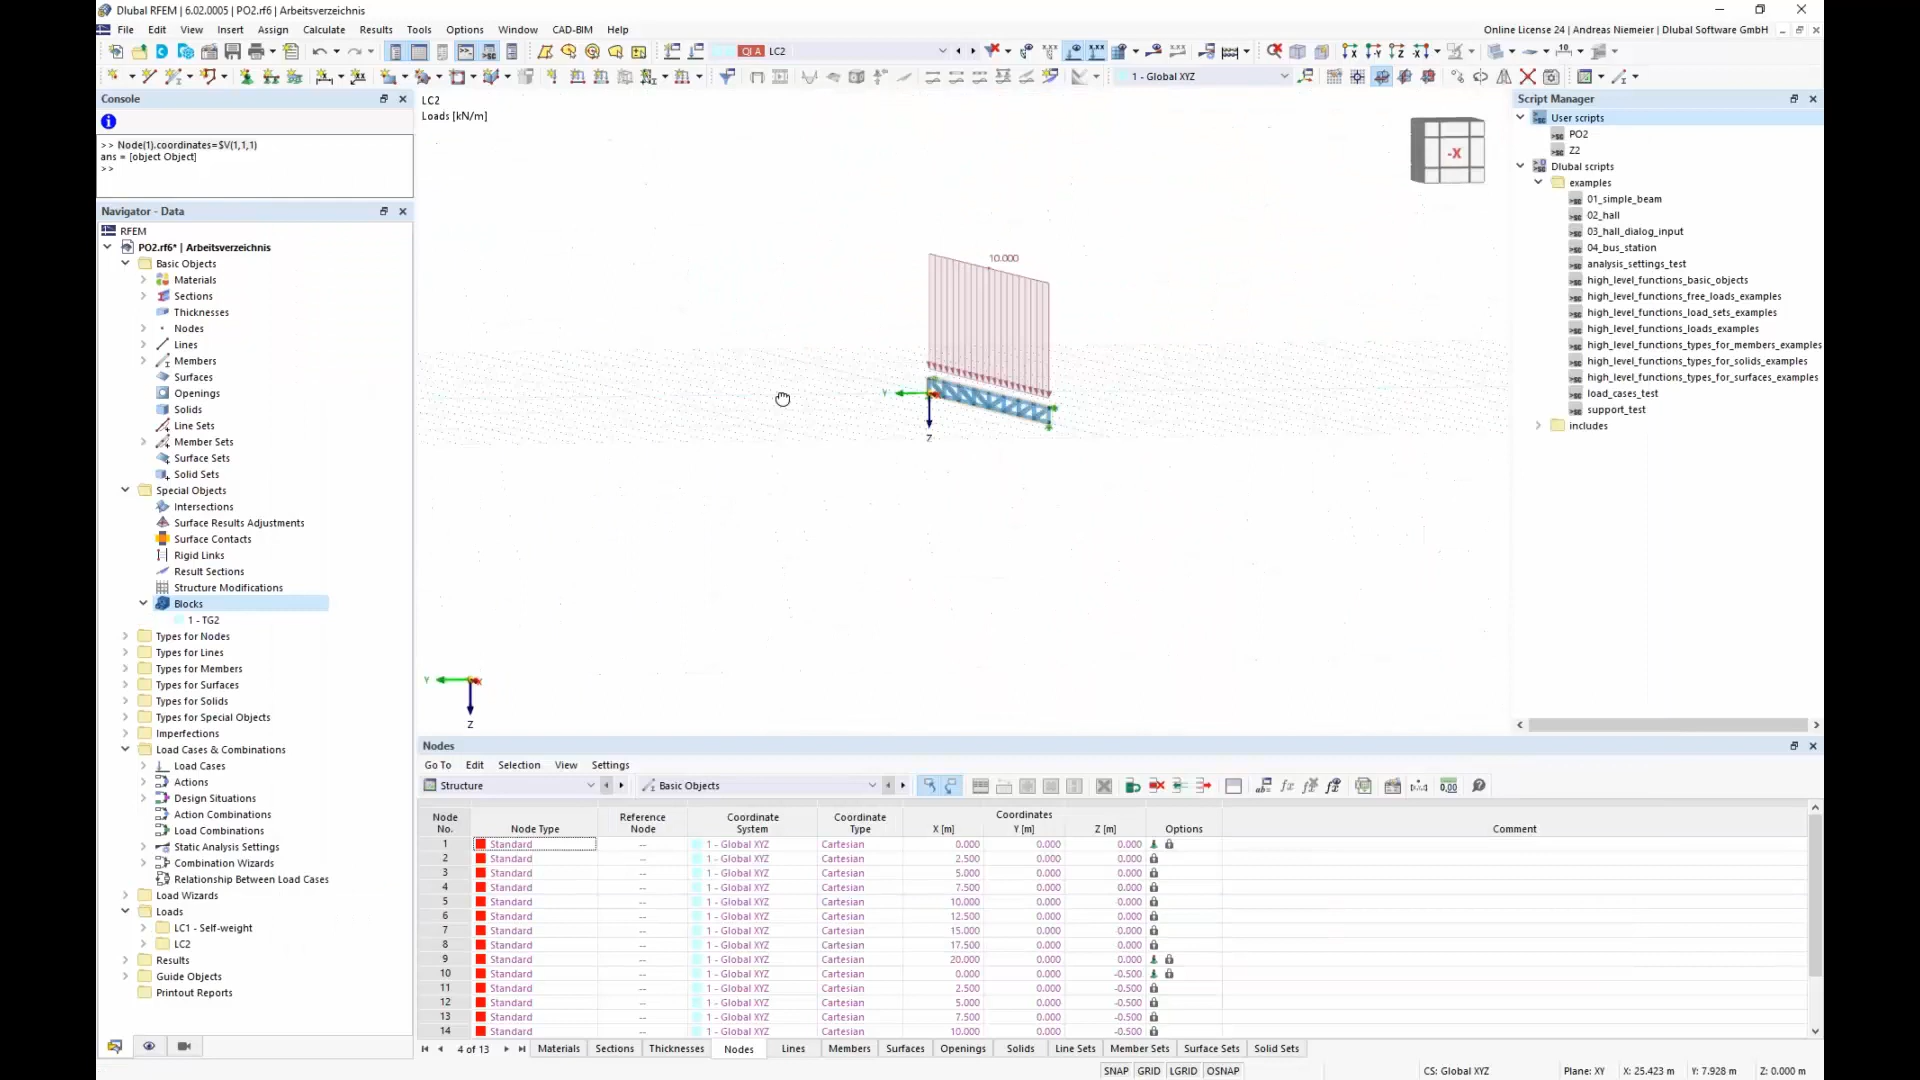 Dlubal RFEM | 6.02.0005 | PO2.rf6 | Arbeitsverzeichnis
File Edit View Insert Assign Calculate Results Tools Options Window CAD-BIM Help
Online License 24 | Andreas Niemeier | Dlubal Software GmbH
QI A LC2
1 - Global XYZ
Console
>> Node(1).coordinates=$V(1,1,1)
ans = [object Object]
>>
Navigator - Data
RFEM
PO2.rf6* | Arbeitsverzeichnis
Basic Objects
Materials
Sections
Thicknesses
Nodes
Lines
Members
Surfaces
Openings
Solids
Line Sets
Member Sets
Surface Sets
Solid Sets
Special Objects
Intersections
Surface Results Adjustments
Surface Contacts
Rigid Links
Result Sections
Structure Modifications
Blocks
1 - TG2
Types for Nodes
Types for Lines
Types for Members
Types for Surfaces
Types for Solids
Types for Special Objects
Imperfections
Load Cases & Combinations
Load Cases
Actions
Design Situations
Action Combinations
Load Combinations
Static Analysis Settings
Combination Wizards
Relationship Between Load Cases
Load Wizards
Loads
LC1 - Self-weight
LC2
Results
Guide Objects
Printout Reports
LC2
Loads [kN/m]
10.000
Y
Z
-X
Y
X
Z
Script Manager
User scripts
PO2
Z2
Dlubal scripts
examples
01_simple_beam
02_hall
03_hall_dialog_input
04_bus_station
analysis_settings_test
high_level_functions_basic_objects
high_level_functions_free_loads_examples
high_level_functions_load_sets_examples
high_level_functions_loads_examples
high_level_functions_types_for_members_examples
high_level_functions_types_for_solids_examples
high_level_functions_types_for_surfaces_examples
load_cases_test
support_test
includes
Nodes
Go To Edit Selection View Settings
Structure Basic Objects
Node No. Node Type Reference Node Coordinate System Coordinate Type Coordinates X [m] Y [m] Z [m] Options Comment
1 Standard -- 1 - Global XYZ Cartesian 0.000 0.000 0.000
2 Standard -- 1 - Global XYZ Cartesian 2.500 0.000 0.000
3 Standard -- 1 - Global XYZ Cartesian 5.000 0.000 0.000
4 Standard -- 1 - Global XYZ Cartesian 7.500 0.000 0.000
5 Standard -- 1 - Global XYZ Cartesian 10.000 0.000 0.000
6 Standard -- 1 - Global XYZ Cartesian 12.500 0.000 0.000
7 Standard -- 1 - Global XYZ Cartesian 15.000 0.000 0.000
8 Standard -- 1 - Global XYZ Cartesian 17.500 0.000 0.000
9 Standard -- 1 - Global XYZ Cartesian 20.000 0.000 0.000
10 Standard -- 1 - Global XYZ Cartesian 0.000 0.000 -0.500
11 Standard -- 1 - Global XYZ Cartesian 2.500 0.000 -0.500
12 Standard -- 1 - Global XYZ Cartesian 5.000 0.000 -0.500
13 Standard -- 1 - Global XYZ Cartesian 7.500 0.000 -0.500
14 Standard -- 1 - Global XYZ Cartesian 10.000 0.000 -0.500
4 of 13 Materials Sections Thicknesses Nodes Lines Members Surfaces Openings Solids Line Sets Member Sets Surface Sets Solid Sets
SNAP GRID LGRID OSNAP CS: Global XYZ Plane: XY X: 25.423 m Y: 7.928 m Z: 0.000 m